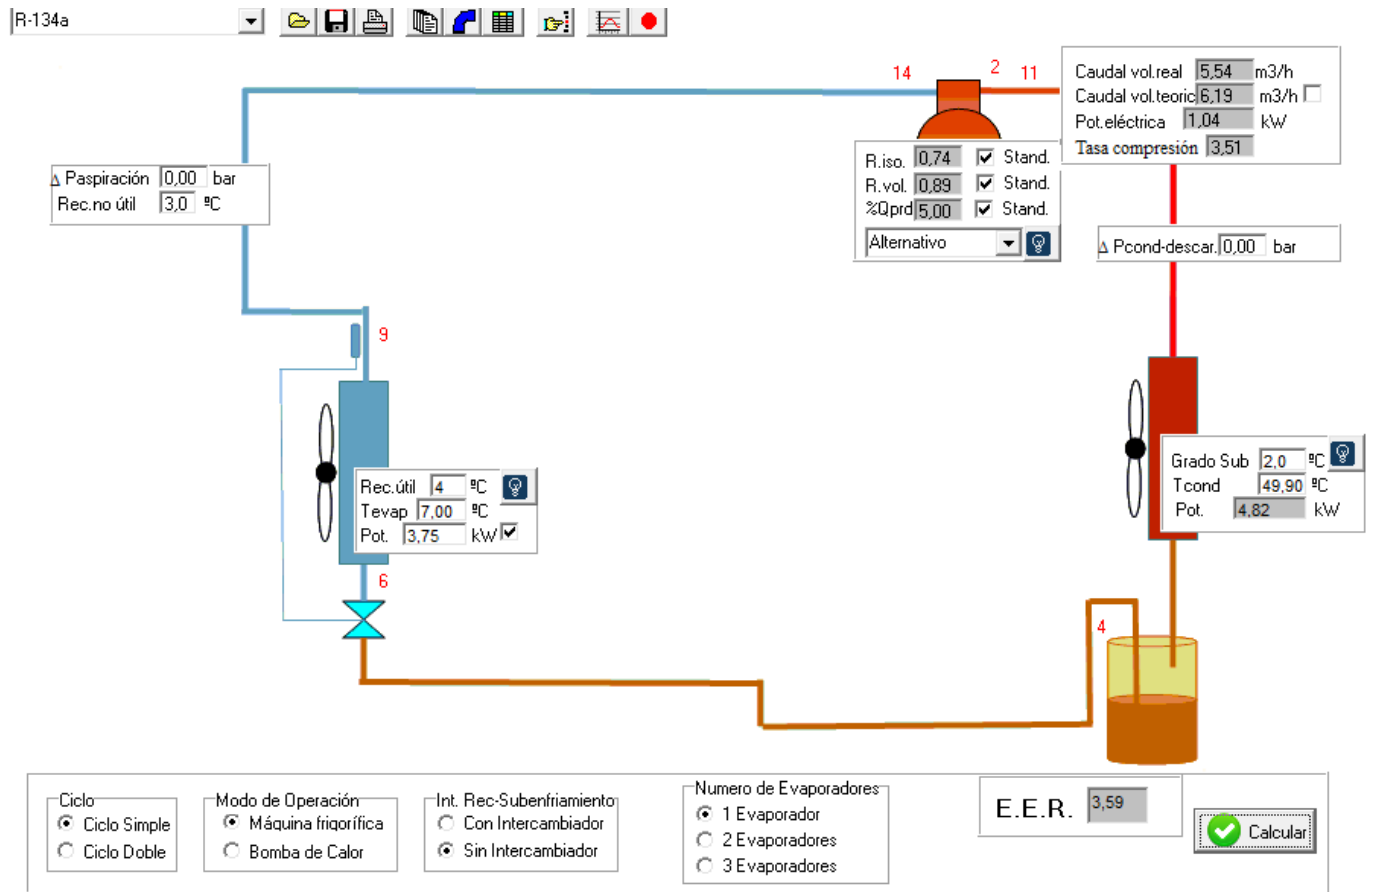 R-134a
14
2
11
Caudal vol.real 5,54 m3/h
Caudal vol.teoric 6,19 m3/h
Pot.eléctrica 1,04 kW
Tasa compresión 3,51
R.iso. 0,74 Stand.
R.vol. 0,89 Stand.
%Qprd 5,00 Stand.
Alternativo
Δ Paspiración 0,00 bar
Rec.no útil 3,0 ºC
Δ Pcond-descar. 0,00 bar
9
Rec.útil 4 ºC
Tevap 7,00 ºC
Pot. 3,75 kW
Grado Sub 2,0 ºC
Tcond 49,90 ºC
Pot. 4,82 kW
6
4
Ciclo
Ciclo Simple
Ciclo Doble
Modo de Operación
Máquina frigorífica
Bomba de Calor
Int. Rec-Subenfriamiento
Con Intercambiador
Sin Intercambiador
Numero de Evaporadores
1 Evaporador
2 Evaporadores
3 Evaporadores
E.E.R. 3,59
Calcular